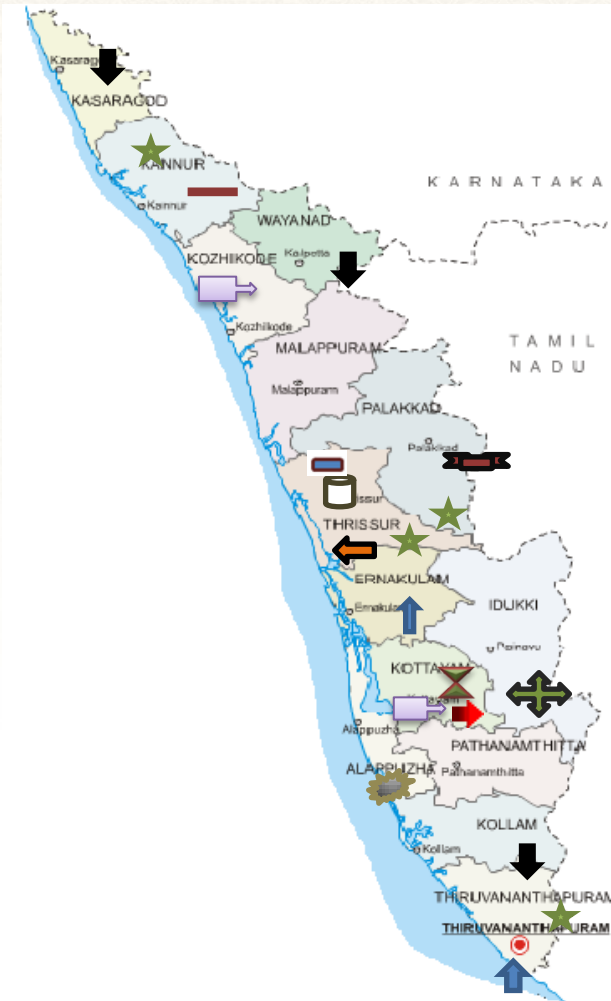 KASARAGOD
KANNUR
Kannur
KARNATAKA
WAYANAD
KOZHIKODE
Kalpetta
Kozhikode
TAMIL
NADU
MALAPPURAM
Malappuram
PALAKKAD
Palakkad
issur
THRISSUR
ERNAKULAM
IDUKKI
Painavu
Alappuzha
PATHANAMTHITTA
ALAPPUZHA
Pathanamthitta
KOLLAM
Kollam
THIRUVANANTHAPURAM
THIRUVANANTHAPURAM